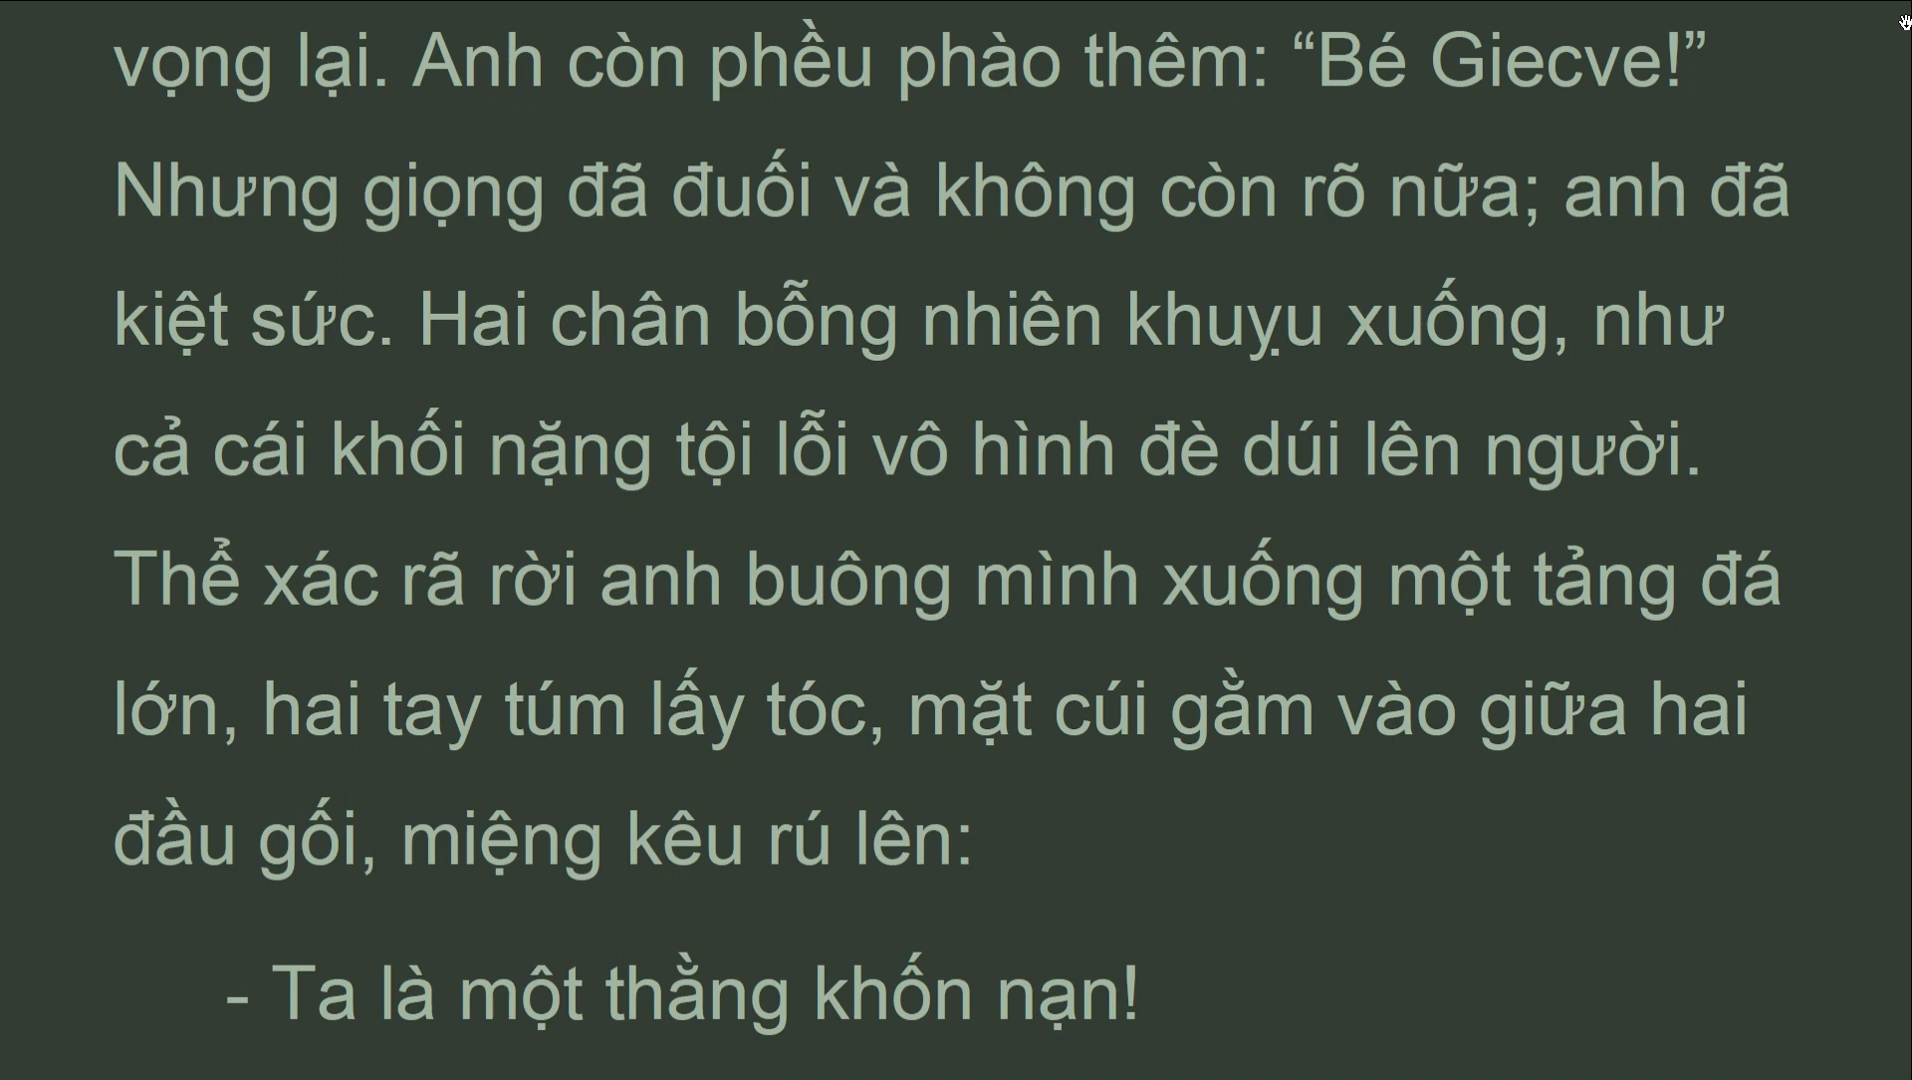 vọng lại. Anh còn phều phào thêm: “Bé Giecve!”
Nhưng giọng đã đuối và không còn rõ nữa; anh đã
kiệt sức. Hai chân bỗng nhiên khuỵu xuống, như
cả cái khối nặng tội lỗi vô hình đè dúi lên người.
Thể xác rã rời anh buông mình xuống một tảng đá
lớn, hai tay túm lấy tóc, mặt cúi gằm vào giữa hai
đầu gối, miệng kêu rú lên:
- Ta là một thằng khốn nạn!